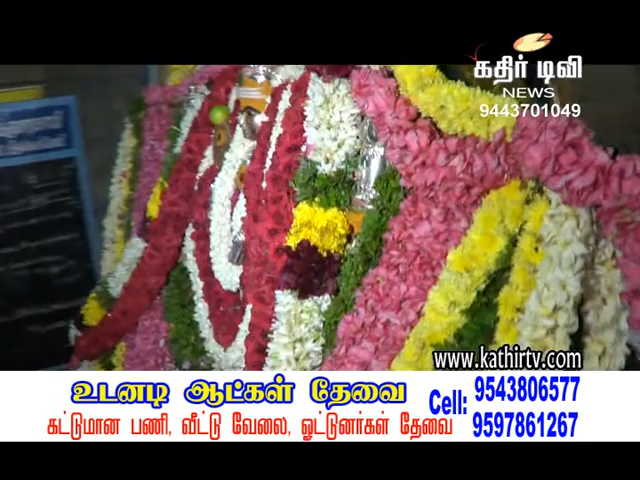 கதிர் டிவி
NEWS
9443701049
www.kathirtv.com
உடனடி ஆட்கள் தேவை
கட்டுமான பணி, வீட்டு வேலை, ஓட்டுனர்கள் தேவை
Cell: 9543806577
9597861267